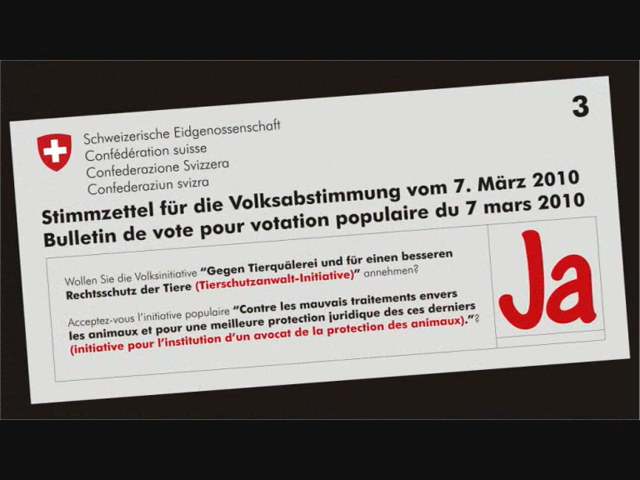 3
Schweizerische Eidgenossenschaft
Confédération suisse
Confederazione Svizzera
Confederaziun svizra
Stimmzettel für die Volksabstimmung vom 7. März 2010
Bulletin de vote pour votation populaire du 7 mars 2010
Wollen Sie die Volksinitiative “Gegen Tierquälerei und für einen besseren
Rechtsschutz der Tiere (Tierschutzanwalt-Initiative)” annehmen?
Acceptez-vous l’initiative populaire “Contre les mauvais traitements envers
les animaux et pour une meilleure protection juridique des ces derniers
(initiative pour l’institution d’un avocat de la protection des animaux).”?
Ja